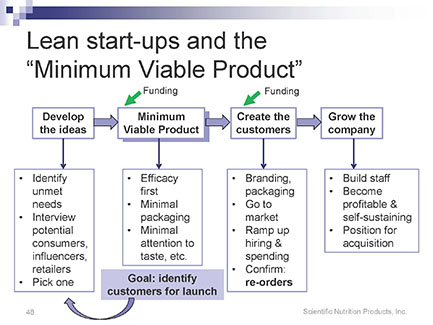 Lean start-ups and the
“Minimum Viable Product”
Funding
Funding
Develop
the ideas
Minimum
Viable Product
Create the
customers
Grow the
company
• Identify
unmet
needs
• Interview
potential
consumers,
influencers,
retailers
• Pick one
• Efficacy
first
• Minimal
packaging
• Minimal
attention to
taste, etc.
• Branding,
packaging
• Go to
market
• Ramp up
hiring &
spending
• Confirm:
re-orders
• Build staff
• Become
profitable &
self-sustaining
• Position for
acquisition
Goal: identify
customers for launch
48
Scientific Nutrition Products, Inc.